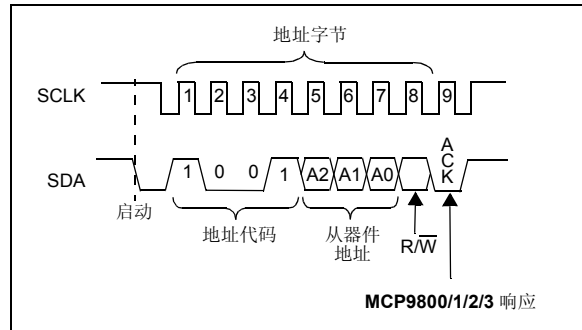 地址字节
SCLK 1 2 3 4 5 6 7 8 9
SDA 1 0 0 1 A2 A1 A0 ACK
启动
地址代码
从器件
地址
R/W̅
MCP9800/1/2/3 响应